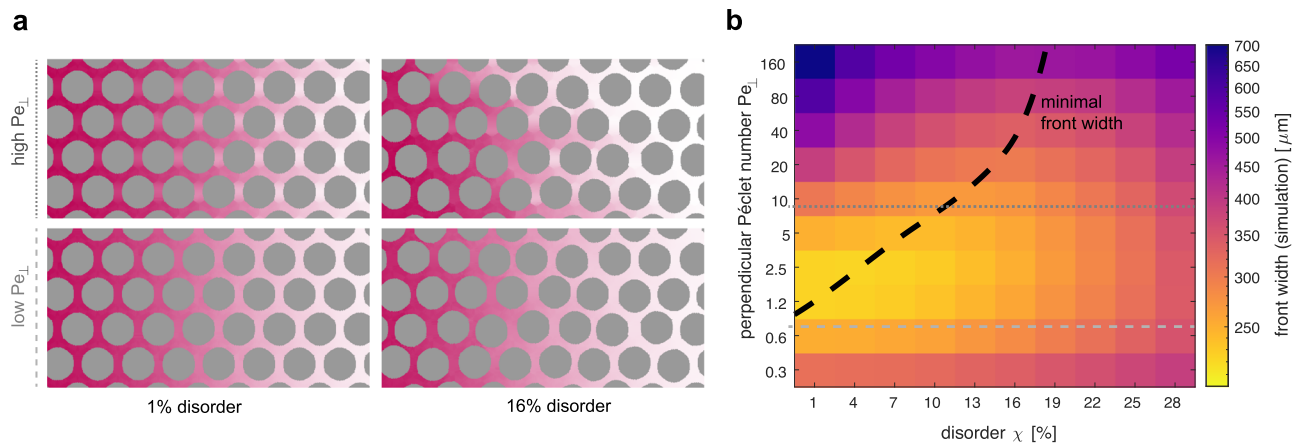 a
high Pe⊥
low Pe⊥
1% disorder
16% disorder
b
perpendicular Péclet number Pe⊥
160
80
40
20
10
5
2.5
1.2
0.6
0.3
minimal
front width
1 4 7 10 13 16 19 22 25 28
disorder χ [%]
700
650
600
550
500
450
400
350
300
250
front width (simulation) [μm]